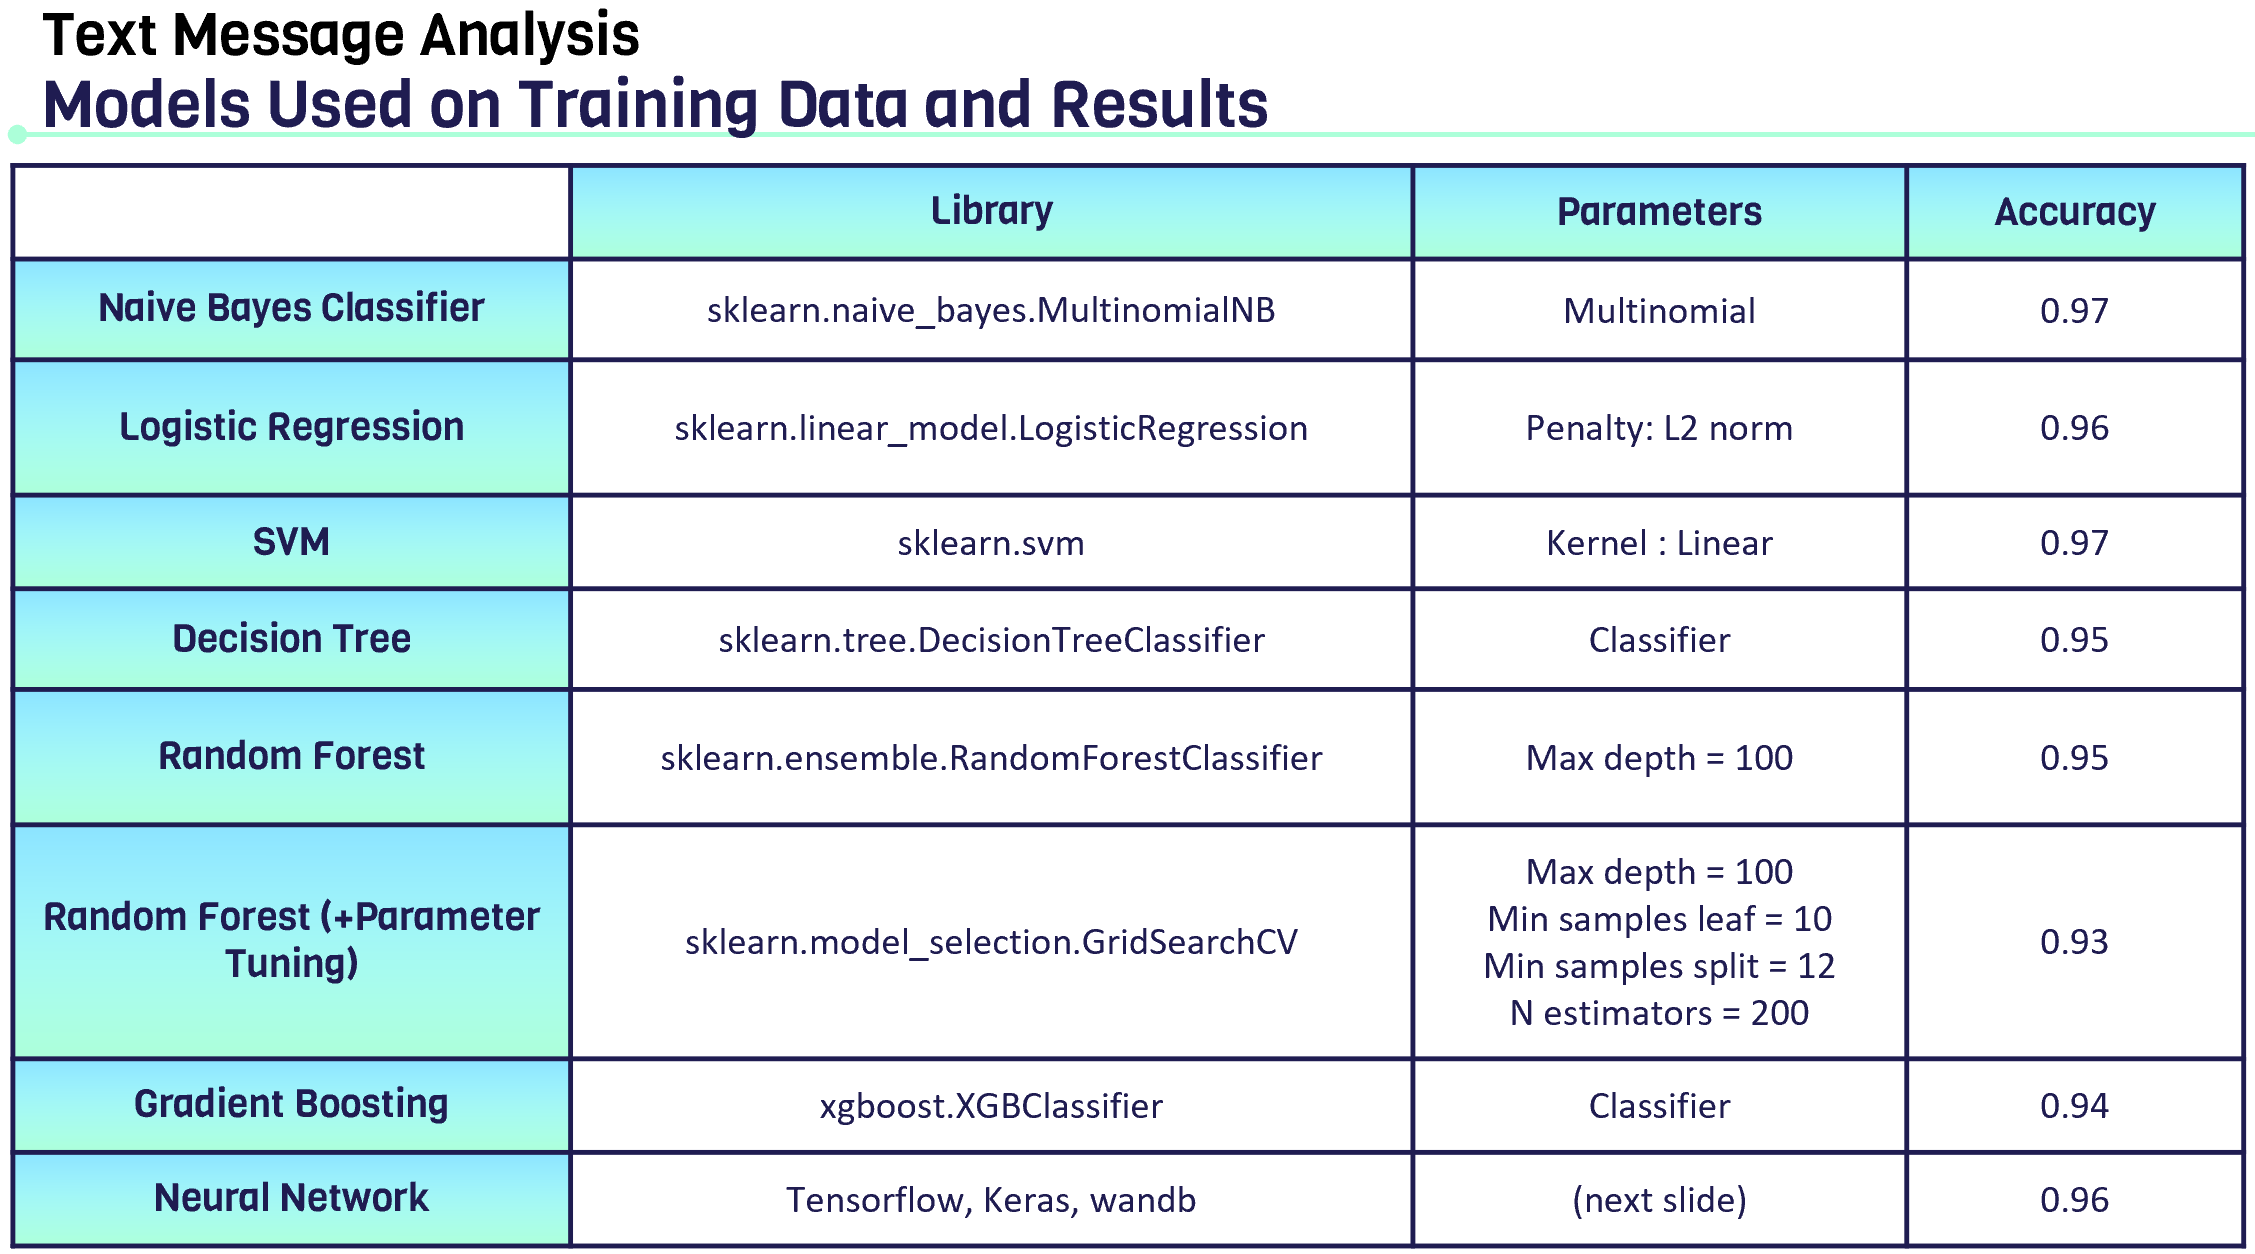 Text Message Analysis
Models Used on Training Data and Results
Library Parameters Accuracy
Naive Bayes Classifier sklearn.naive_bayes.MultinomialNB Multinomial 0.97
Logistic Regression sklearn.linear_model.LogisticRegression Penalty: L2 norm 0.96
SVM sklearn.svm Kernel : Linear 0.97
Decision Tree sklearn.tree.DecisionTreeClassifier Classifier 0.95
Random Forest sklearn.ensemble.RandomForestClassifier Max depth = 100 0.95
Random Forest (+Parameter
Tuning)
sklearn.model_selection.GridSearchCV
Max depth = 100
Min samples leaf = 10
Min samples split = 12
N estimators = 200
0.93
Gradient Boosting xgboost.XGBClassifier Classifier 0.94
Neural Network Tensorflow, Keras, wandb (next slide) 0.96